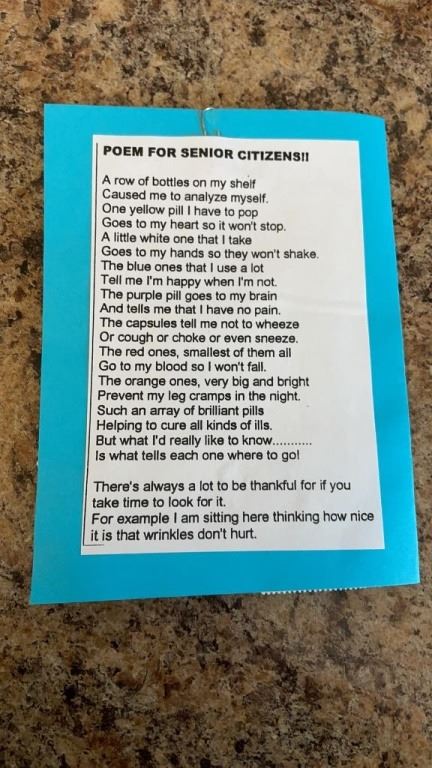 POEM FOR SENIOR CITIZENS!!
A row of bottles on my shelf
Caused me to analyze myself.
One yellow pill I have to pop
Goes to my heart so it won't stop.
A little white one that I take
Goes to my hands so they won't shake.
The blue ones that I use a lot
Tell me I'm happy when I'm not.
The purple pill goes to my brain
And tells me that I have no pain.
The capsules tell me not to wheeze
Or cough or choke or even sneeze.
The red ones, smallest of them all
Go to my blood so I won't fall.
The orange ones, very big and bright
Prevent my leg cramps in the night.
Such an array of brilliant pills
Helping to cure all kinds of ills.
But what I'd really like to know...........
Is what tells each one where to go!
There's always a lot to be thankful for if you
take time to look for it.
For example I am sitting here thinking how nice
it is that wrinkles don't hurt.